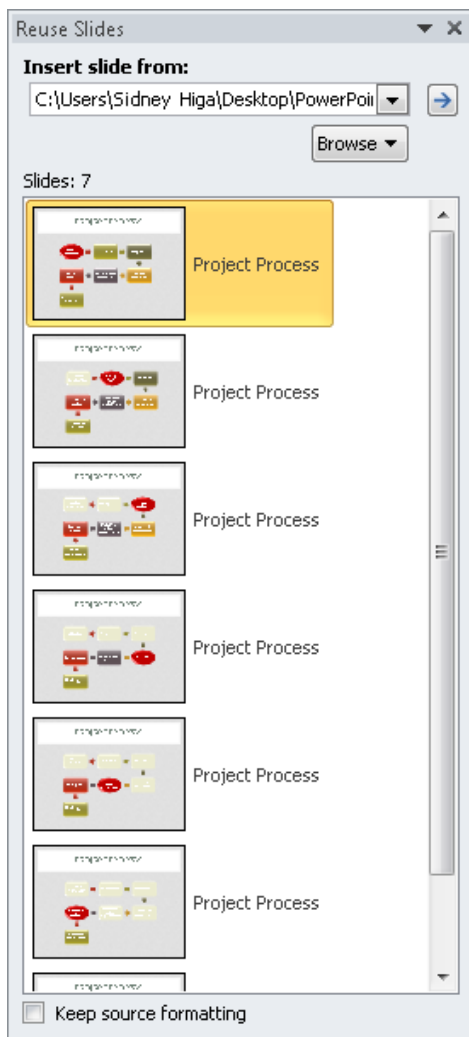 Reuse Slides
Insert slide from:
C:\Users\Sidney Higa\Desktop\PowerPoi
Browse
Slides: 7
Project Process
Project Process
Project Process
Project Process
Project Process
Project Process
Keep source formatting